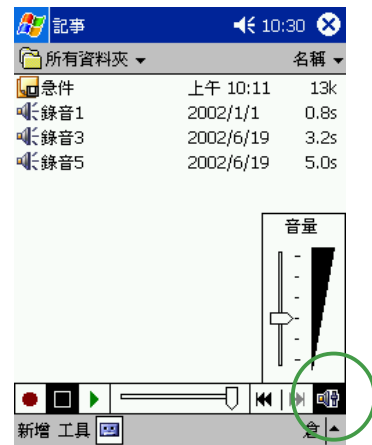 記事 10:30
所有資料夾 名稱
急件 上午 10:11 13k
錄音1 2002/1/1 0.8s
錄音3 2002/6/19 3.2s
錄音5 2002/6/19 5.0s
音量
新增 工具 倉